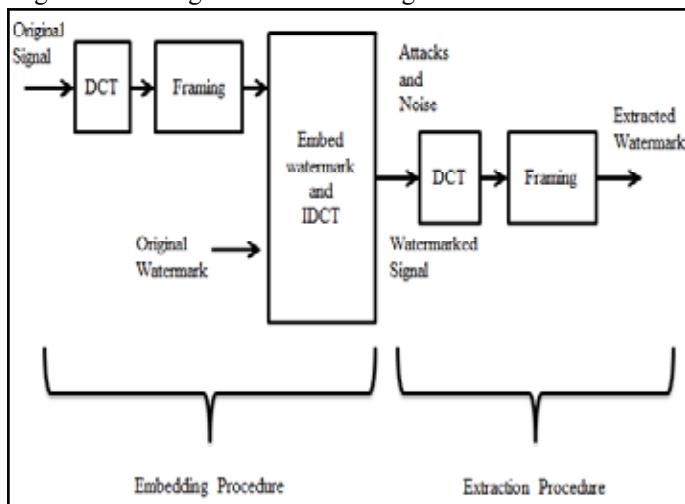 Original
Signal
DCT
Framing
Embed
watermark
and
IDCT
Original
Watermark
Attacks
and
Noise
DCT
Framing
Watermarked
Signal
Extracted
Watermark
Embedding Procedure
Extraction Procedure